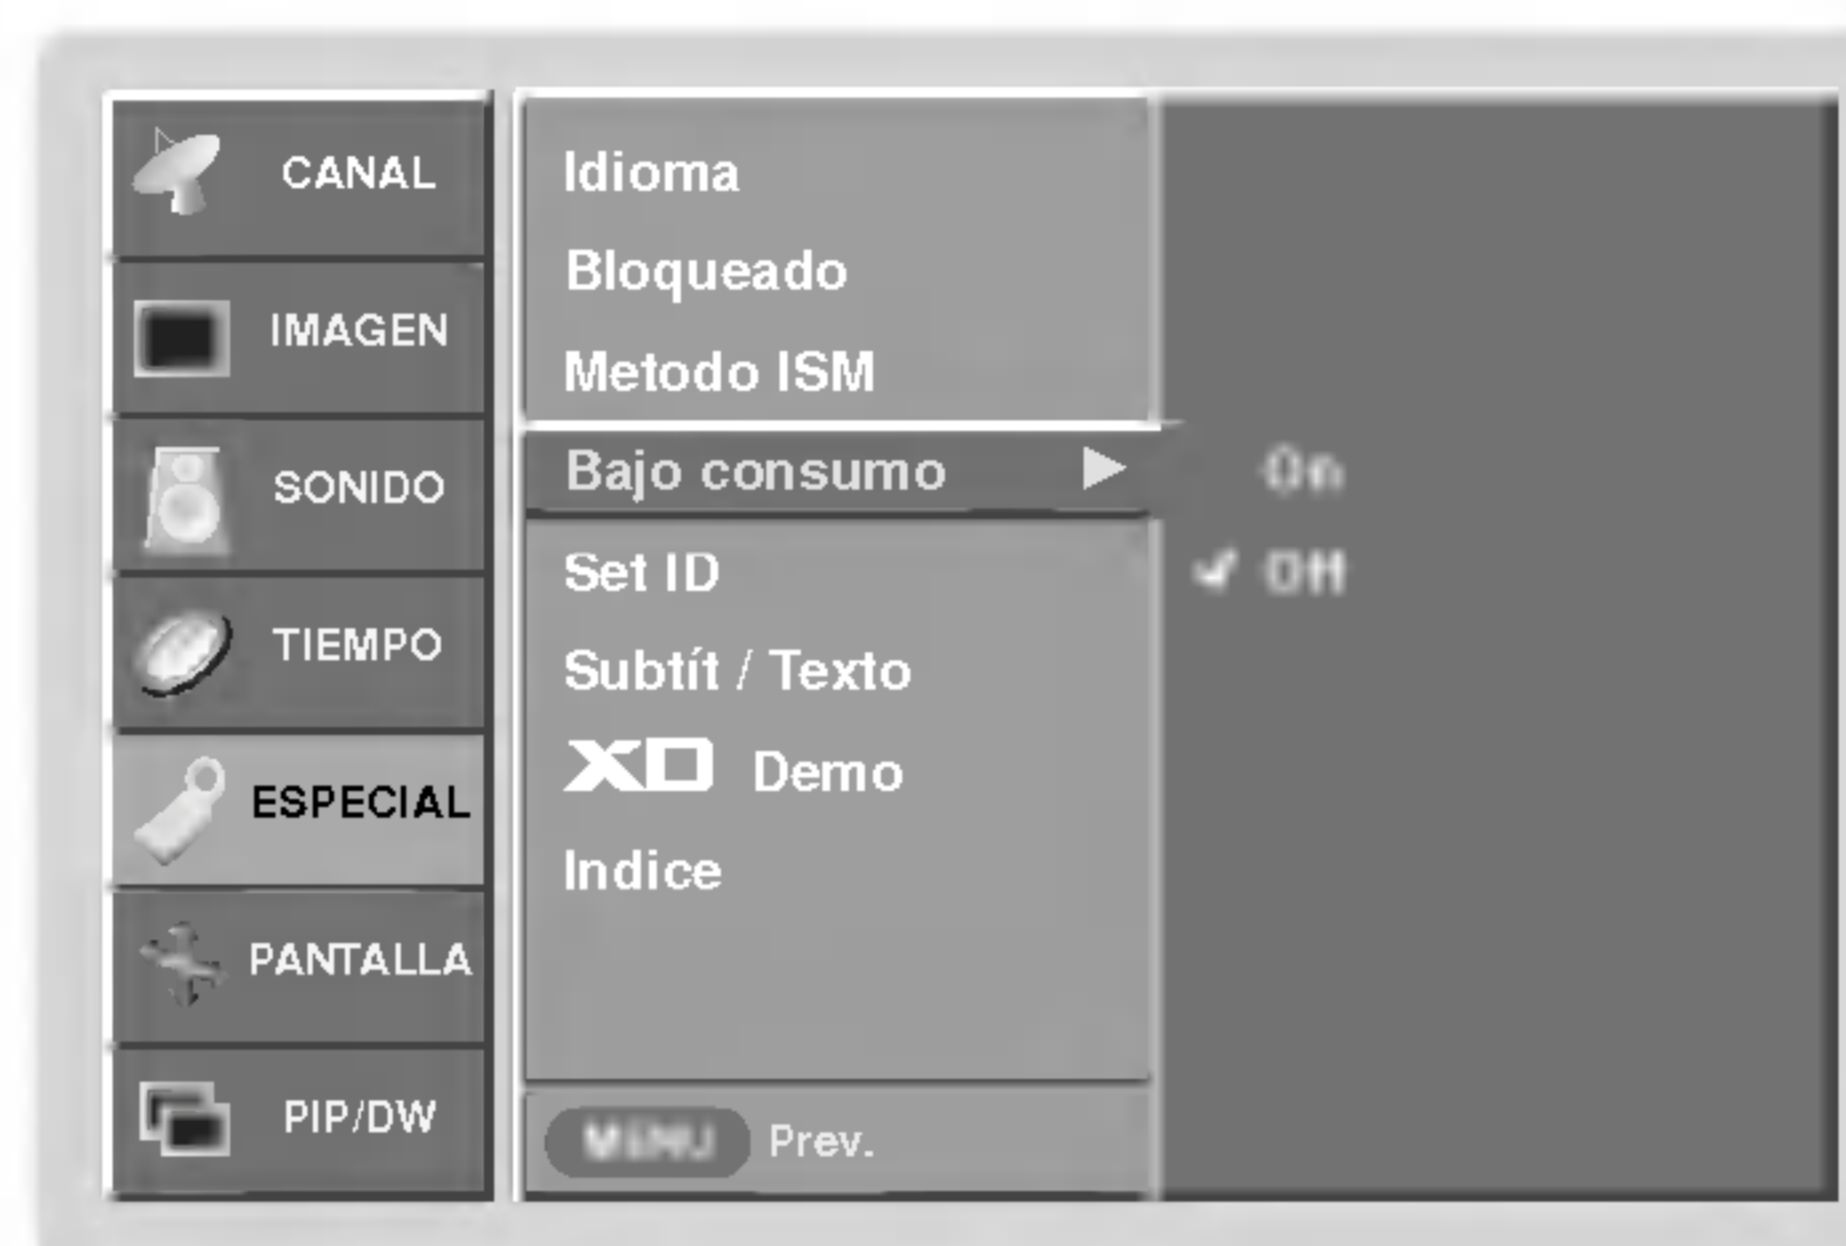 CANAL
IMAGEN
SONIDO
TIEMPO
ESPECIAL
PANTALLA
PIP/DW
Idioma
Bloqueado
Metodo ISM
Bajo consumo
Set ID
Subtít / Texto
XD Demo
Indice
MENU Prev.
On
Off